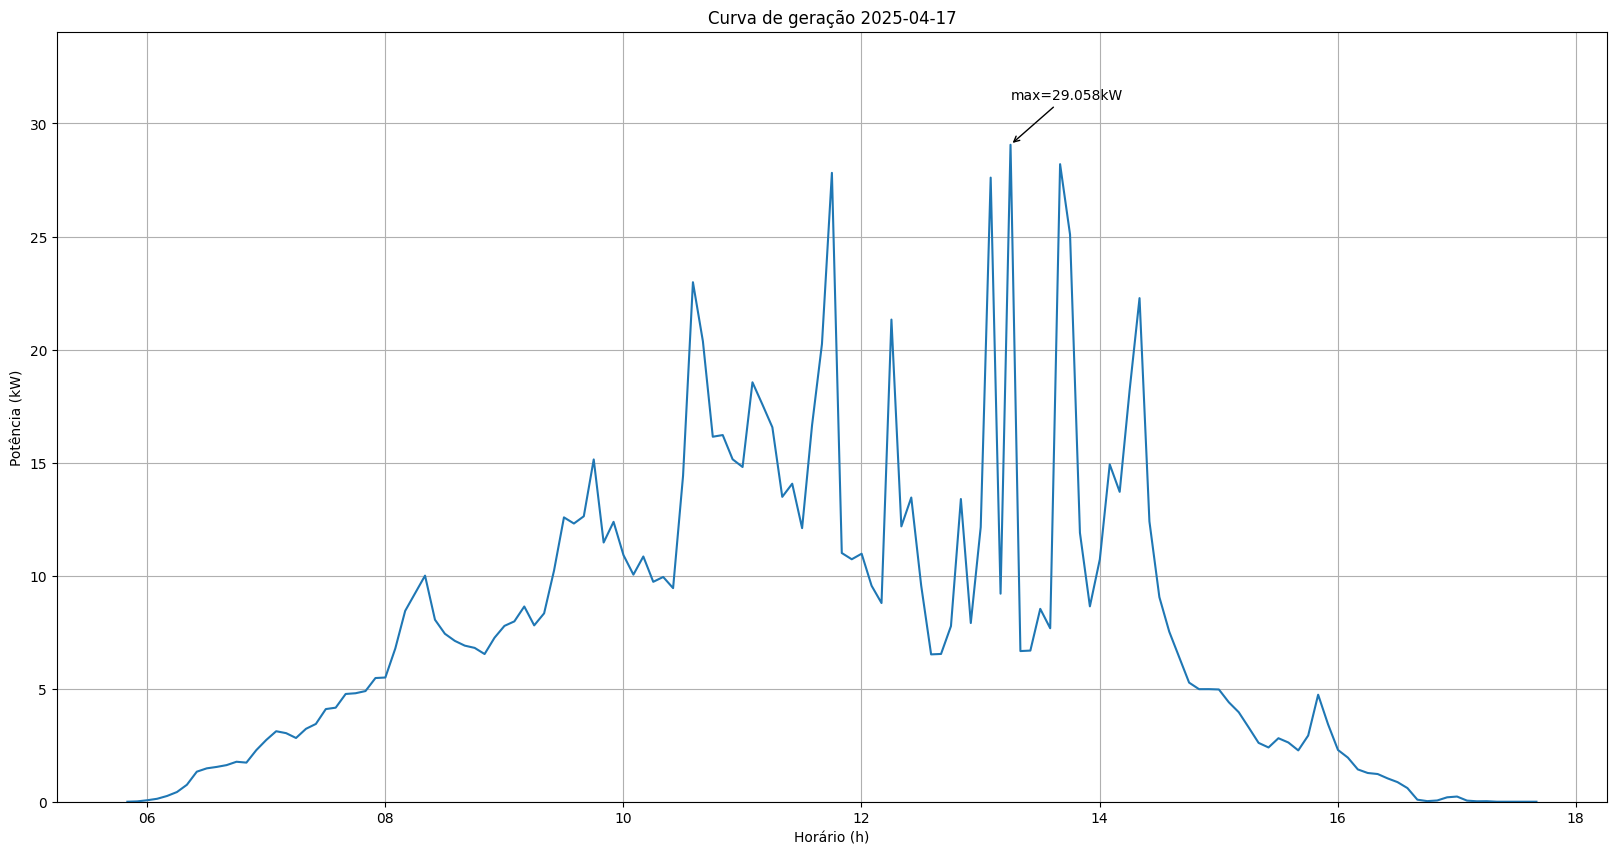 Curva de geração 2025-04-17
max=29.058kW
30
25
20
15
10
5
0
Potência (kW)
06 08 10 12 14 16 18
Horário (h)